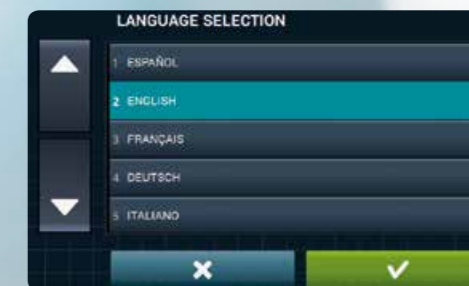 LANGUAGE SELECTION
1 ESPAÑOL
2 ENGLISH
3 FRANÇAIS
4 DEUTSCH
5 ITALIANO